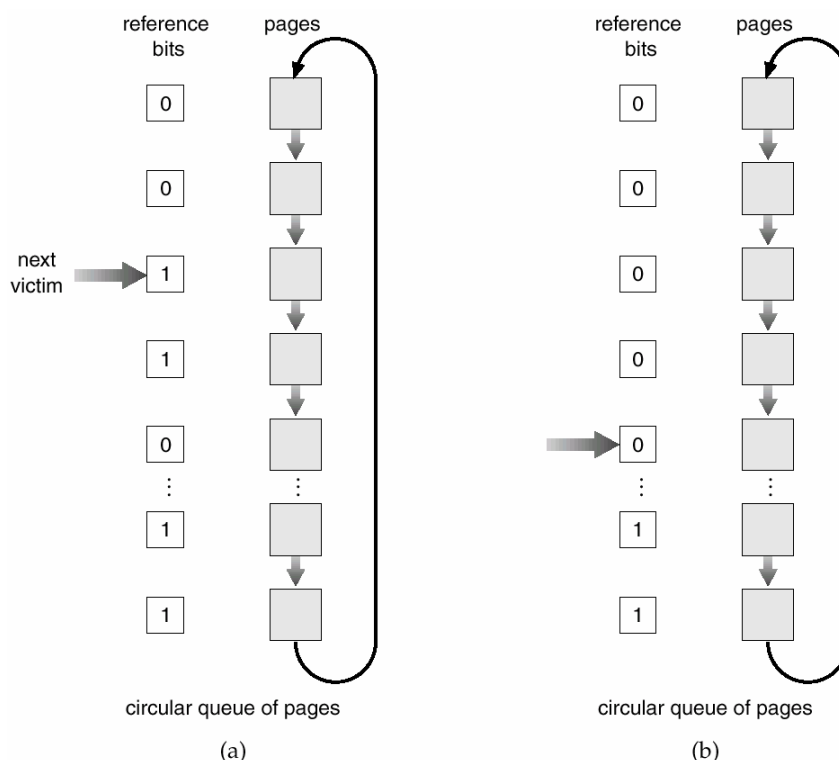 reference bits
pages
0
0
next victim
1
1
0
⋮ ⋮
1
1
circular queue of pages
(a)
reference bits
pages
0
0
0
0
0
⋮ ⋮
1
1
circular queue of pages
(b)